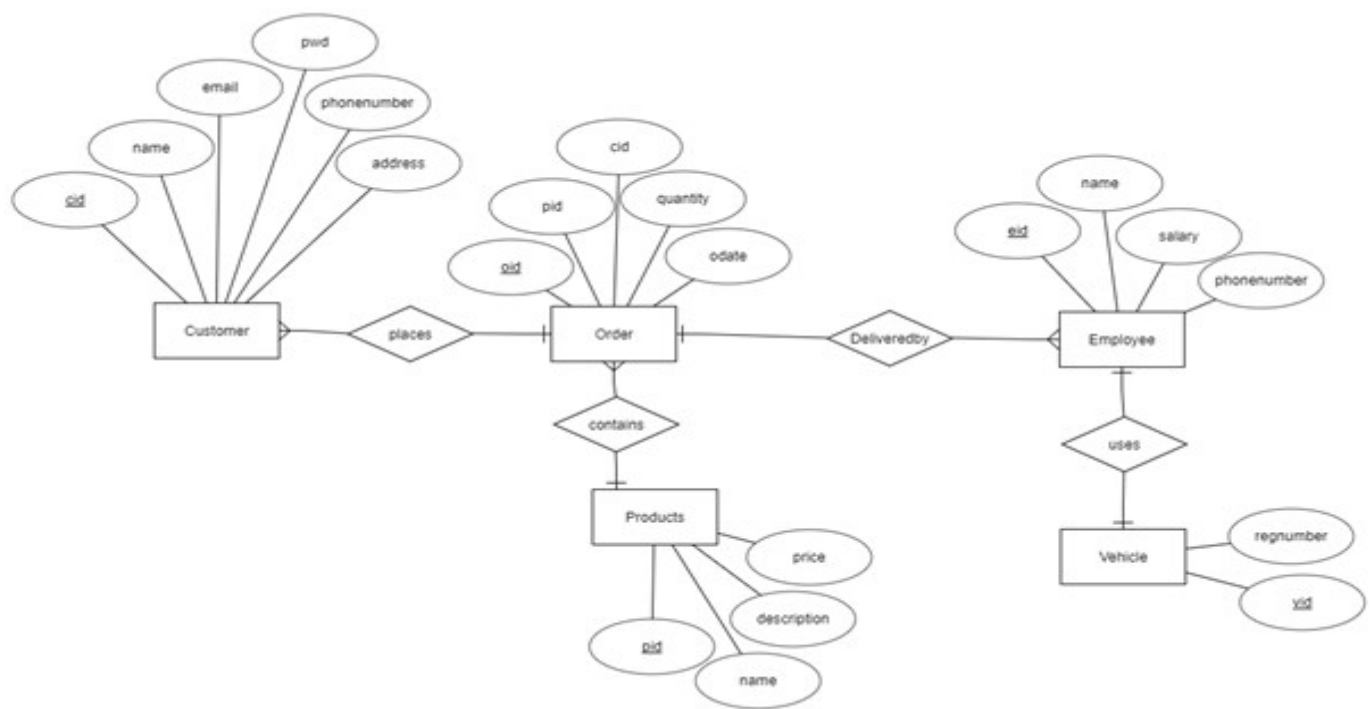 pwd
email
phonenumber
name
address
cid
cid
pid
quantity
oid
odate
name
eid
salary
phonenumber
Customer
places
Order
Deliveredby
Employee
contains
uses
Products
price
description
pid
name
Vehicle
regnumber
vid